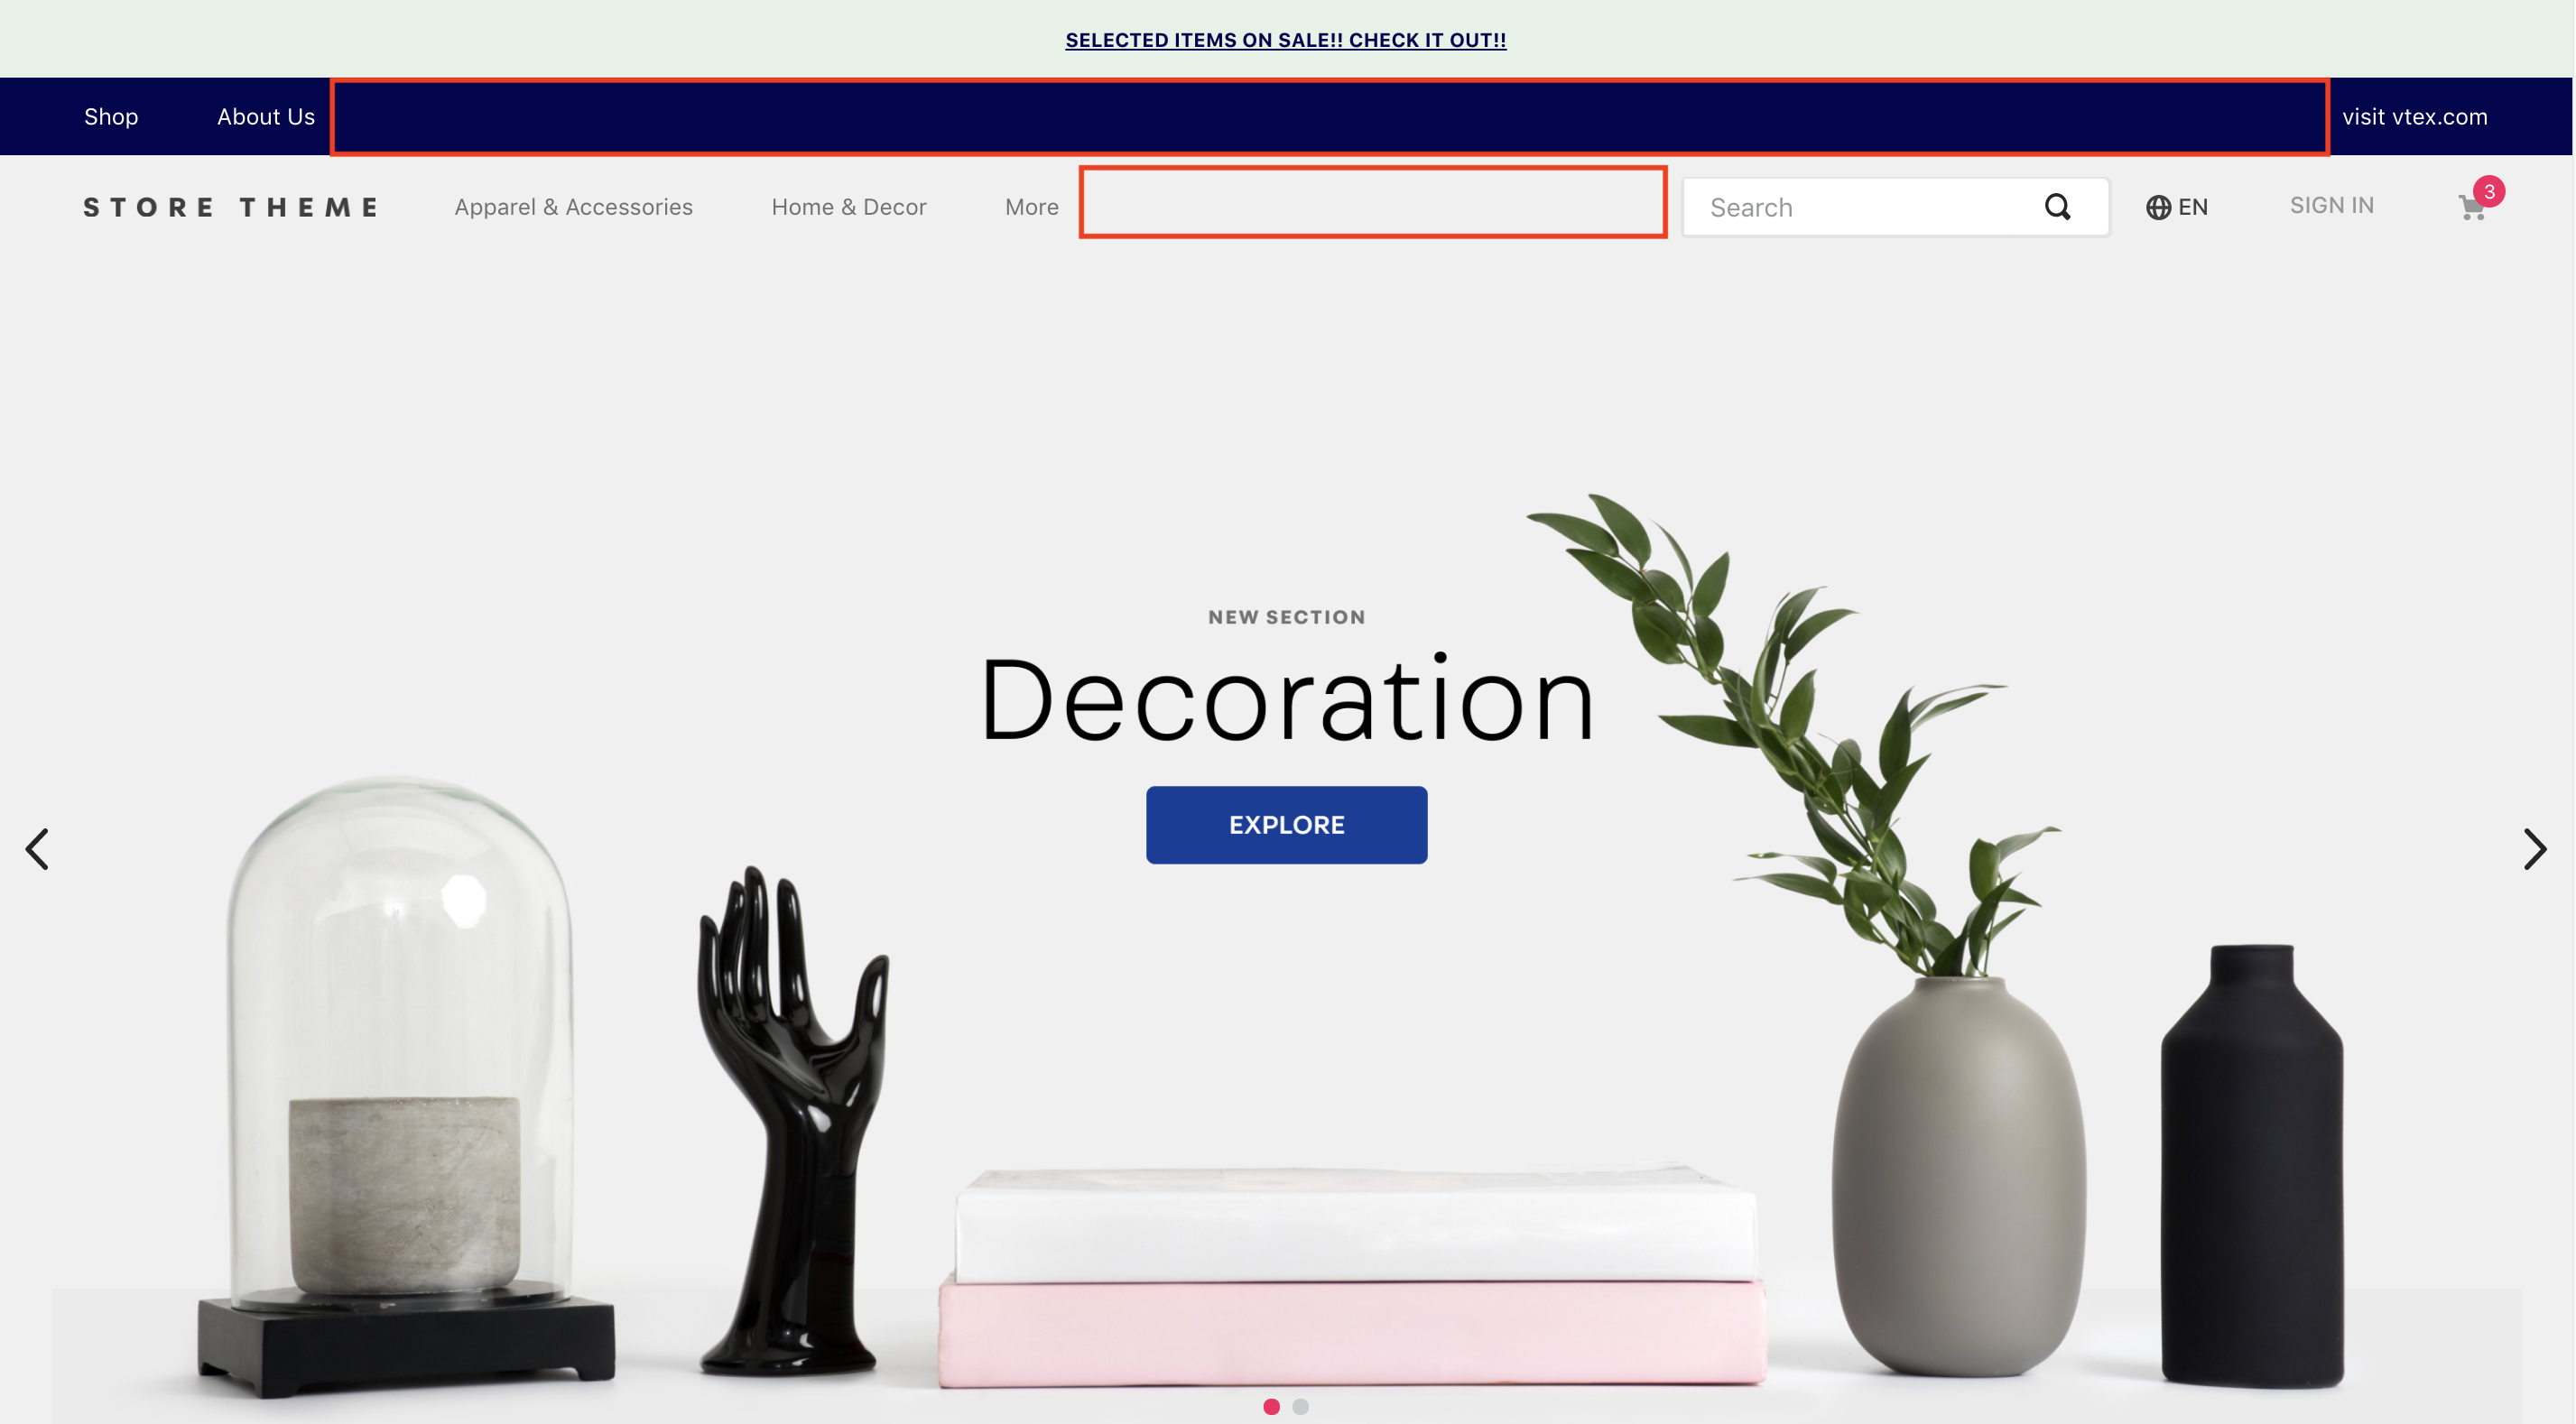 SELECTED ITEMS ON SALE!! CHECK IT OUT!!
Shop About Us visit vtex.com
STORE THEME Apparel & Accessories Home & Decor More Search EN SIGN IN 3
NEW SECTION
Decoration
EXPLORE